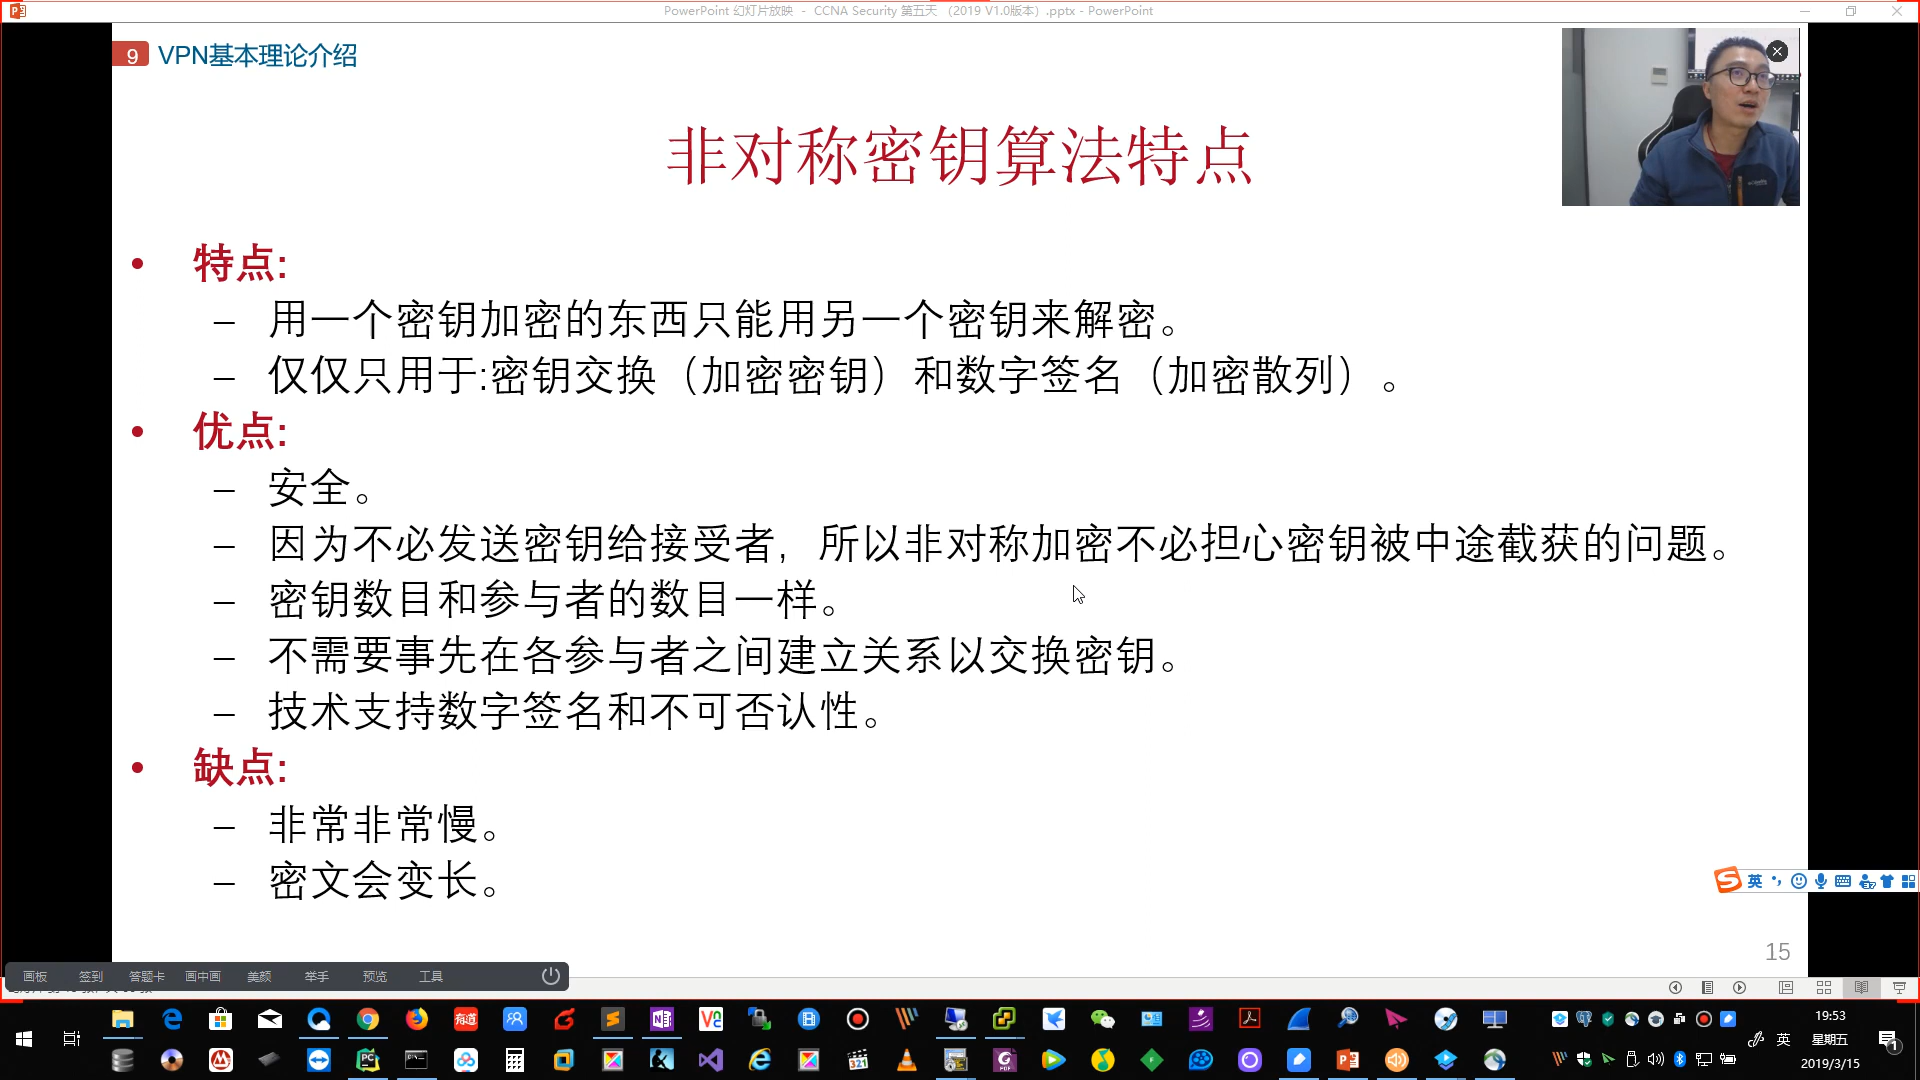 PowerPoint 幻灯片放映 - CCNA Security 第五天 （2019 V1.0版本）.pptx - PowerPoint
9 VPN基本理论介绍
非对称密钥算法特点
• 特点:
– 用一个密钥加密的东西只能用另一个密钥来解密。
– 仅仅只用于:密钥交换（加密密钥）和数字签名（加密散列）。
• 优点:
– 安全。
– 因为不必发送密钥给接受者，所以非对称加密不必担心密钥被中途截获的问题。
– 密钥数目和参与者的数目一样。
– 不需要事先在各参与者之间建立关系以交换密钥。
– 技术支持数字签名和不可否认性。
• 缺点:
– 非常非常慢。
– 密文会变长。
英
15
画板 签到 答题卡 画中画 美颜 举手 预览 工具
有道
19:53
英 星期五
2019/3/15